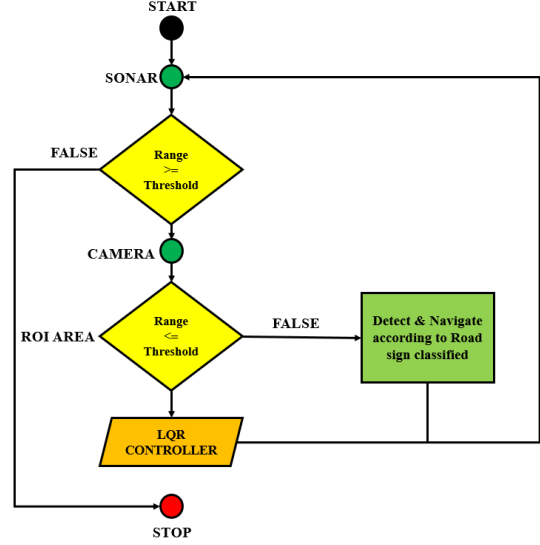 START
SONAR
FALSE
Range
>=
Threshold
CAMERA
ROI AREA
Range
<=
Threshold
FALSE
Detect & Navigate
according to Road
sign classified
LQR
CONTROLLER
STOP